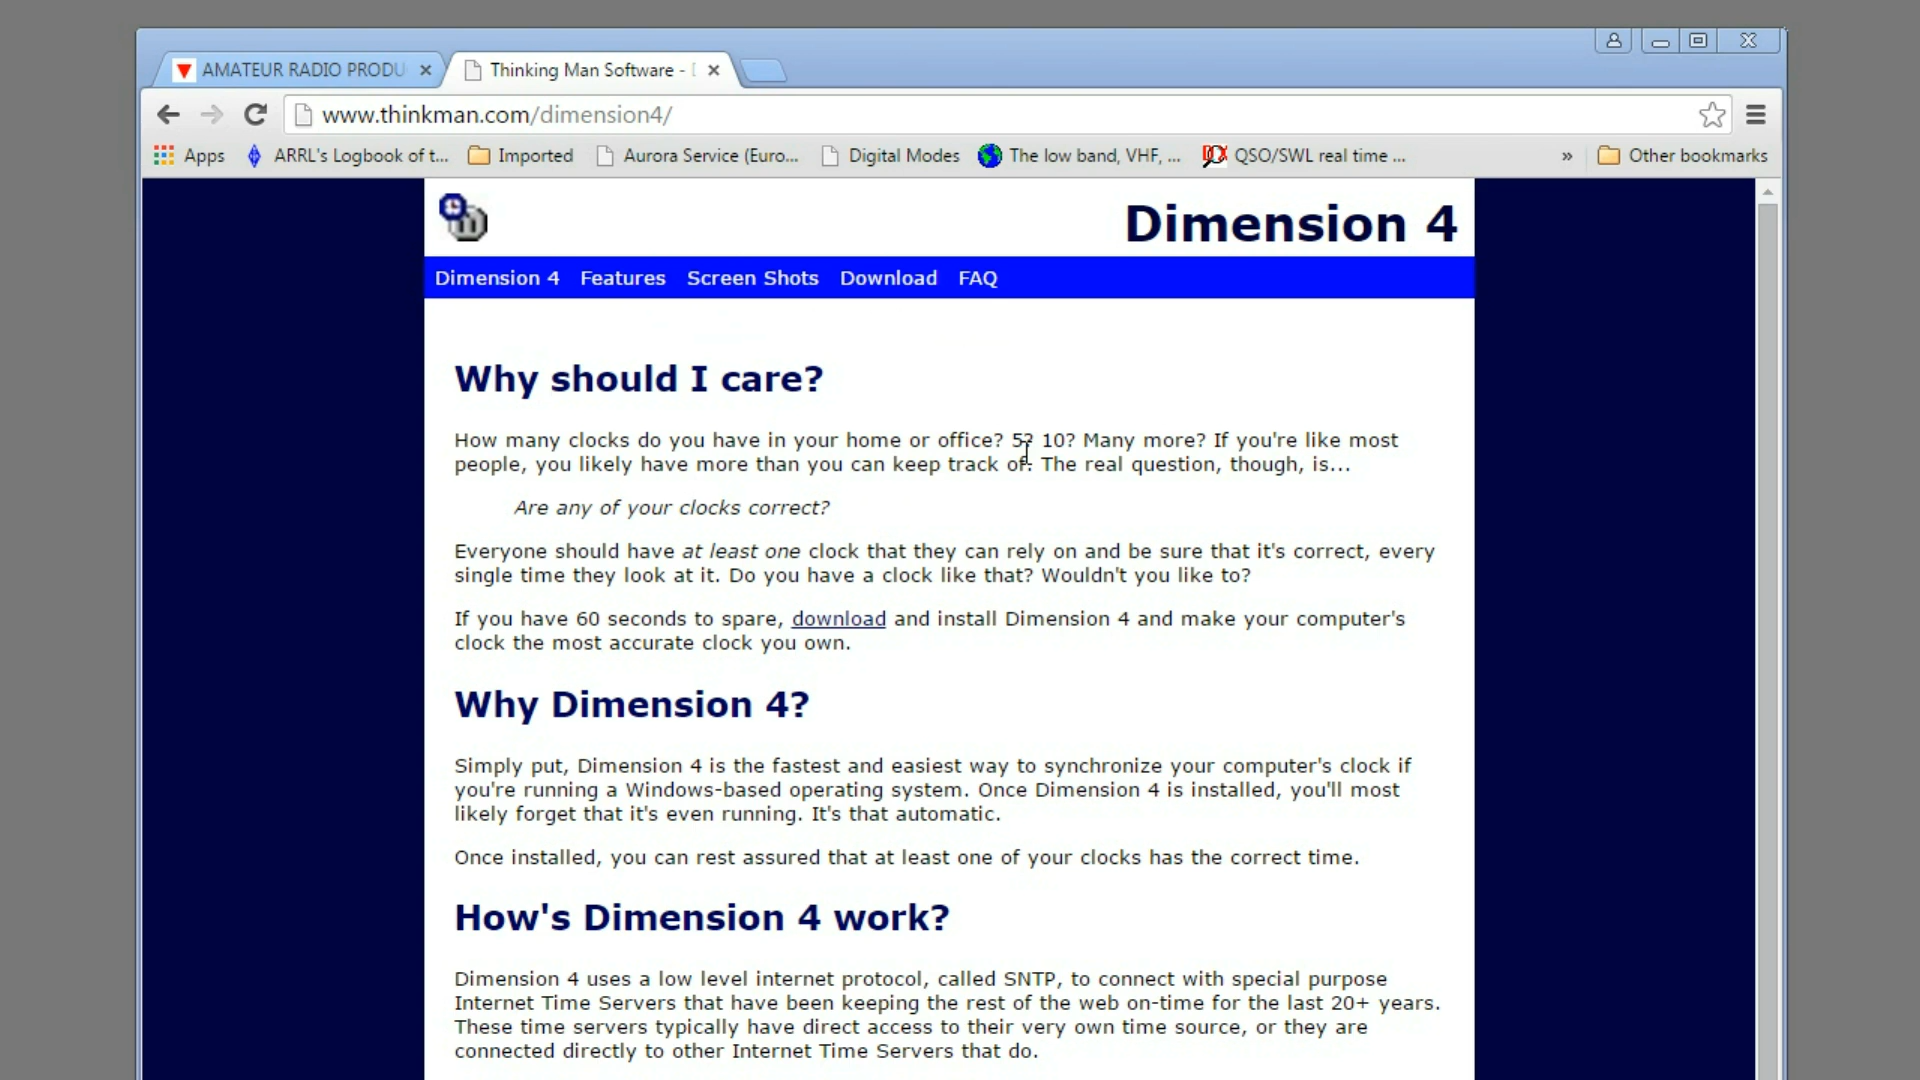 AMATEUR RADIO PRODU
Thinking Man Software -
www.thinkman.com/dimension4/
Apps ARRL's Logbook of t... Imported Aurora Service (Euro... Digital Modes The low band, VHF, ... QSO/SWL real time ... » Other bookmarks
Dimension 4
Dimension 4 Features Screen Shots Download FAQ
Why should I care?
How many clocks do you have in your home or office? 5? 10? Many more? If you're like most
people, you likely have more than you can keep track of. The real question, though, is...
Are any of your clocks correct?
Everyone should have at least one clock that they can rely on and be sure that it's correct, every
single time they look at it. Do you have a clock like that? Wouldn't you like to?
If you have 60 seconds to spare, download and install Dimension 4 and make your computer's
clock the most accurate clock you own.
Why Dimension 4?
Simply put, Dimension 4 is the fastest and easiest way to synchronize your computer's clock if
you're running a Windows-based operating system. Once Dimension 4 is installed, you'll most
likely forget that it's even running. It's that automatic.
Once installed, you can rest assured that at least one of your clocks has the correct time.
How's Dimension 4 work?
Dimension 4 uses a low level internet protocol, called SNTP, to connect with special purpose
Internet Time Servers that have been keeping the rest of the web on-time for the last 20+ years.
These time servers typically have direct access to their very own time source, or they are
connected directly to other Internet Time Servers that do.